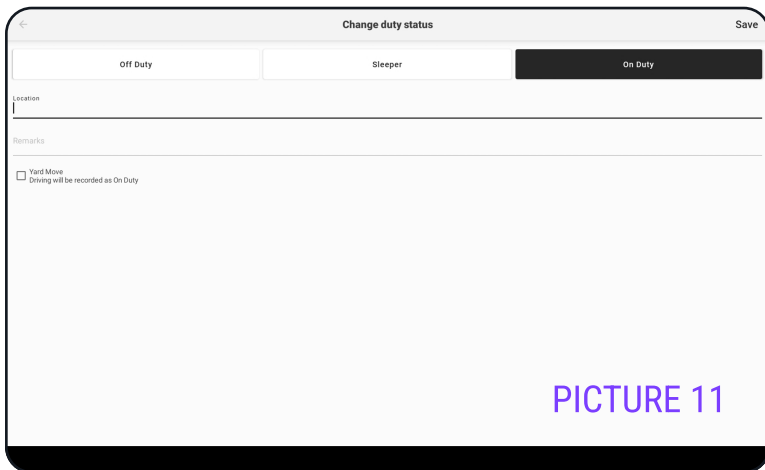 Change duty status
Save
Off Duty
Sleeper
On Duty
Location
Remarks
Yard Move
Driving will be recorded as On Duty
PICTURE 11